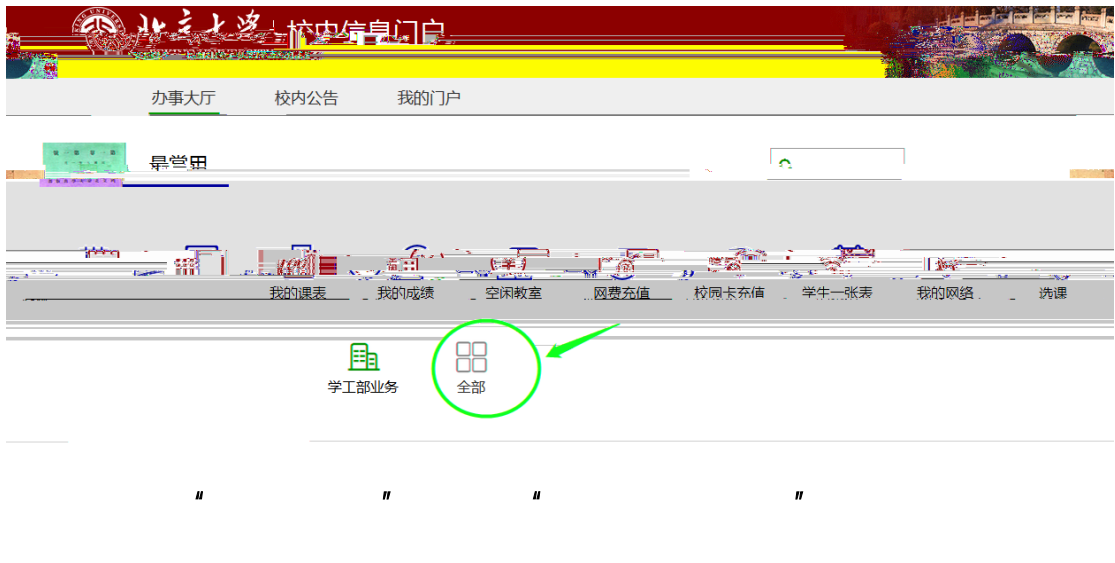 北京大学 校内信息门户
办事大厅 校内公告 我的门户
最常用
我的课表 我的成绩 空闲教室 网费充值 校园卡充值 学生一张表 我的网络 选课
学工部业务 全部
“ ” “ ”